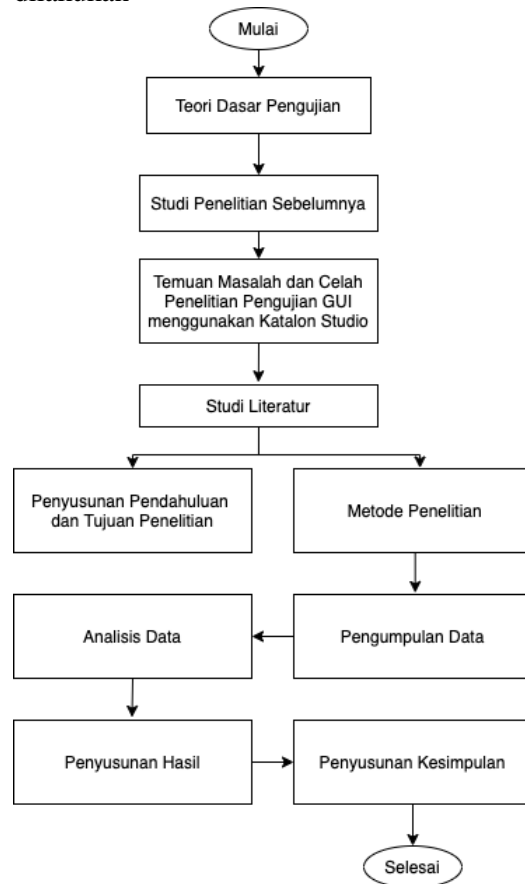 Mulai
Teori Dasar Pengujian
Studi Penelitian Sebelumnya
Temuan Masalah dan Celah
Penelitian Pengujian GUI
menggunakan Katalon Studio
Studi Literatur
Penyusunan Pendahuluan
dan Tujuan Penelitian
Metode Penelitian
Analisis Data
Pengumpulan Data
Penyusunan Hasil
Penyusunan Kesimpulan
Selesai